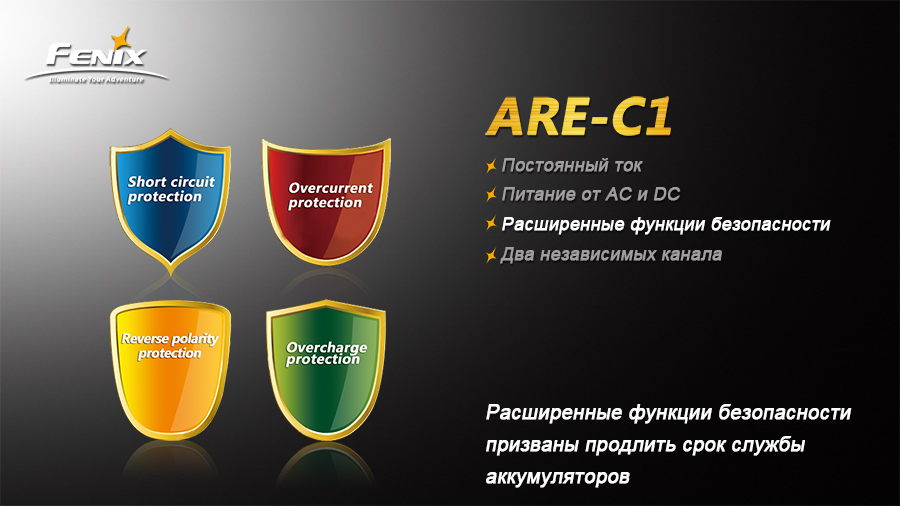 FENIX
Illuminate Your Adventure
ARE-C1
Постоянный ток
Питание от AC и DC
Расширенные функции безопасности
Два независимых канала
Short circuit
protection
Overcurrent
protection
Reverse polarity
protection
Overcharge
protection
Расширенные функции безопасности
призваны продлить срок службы
аккумуляторов